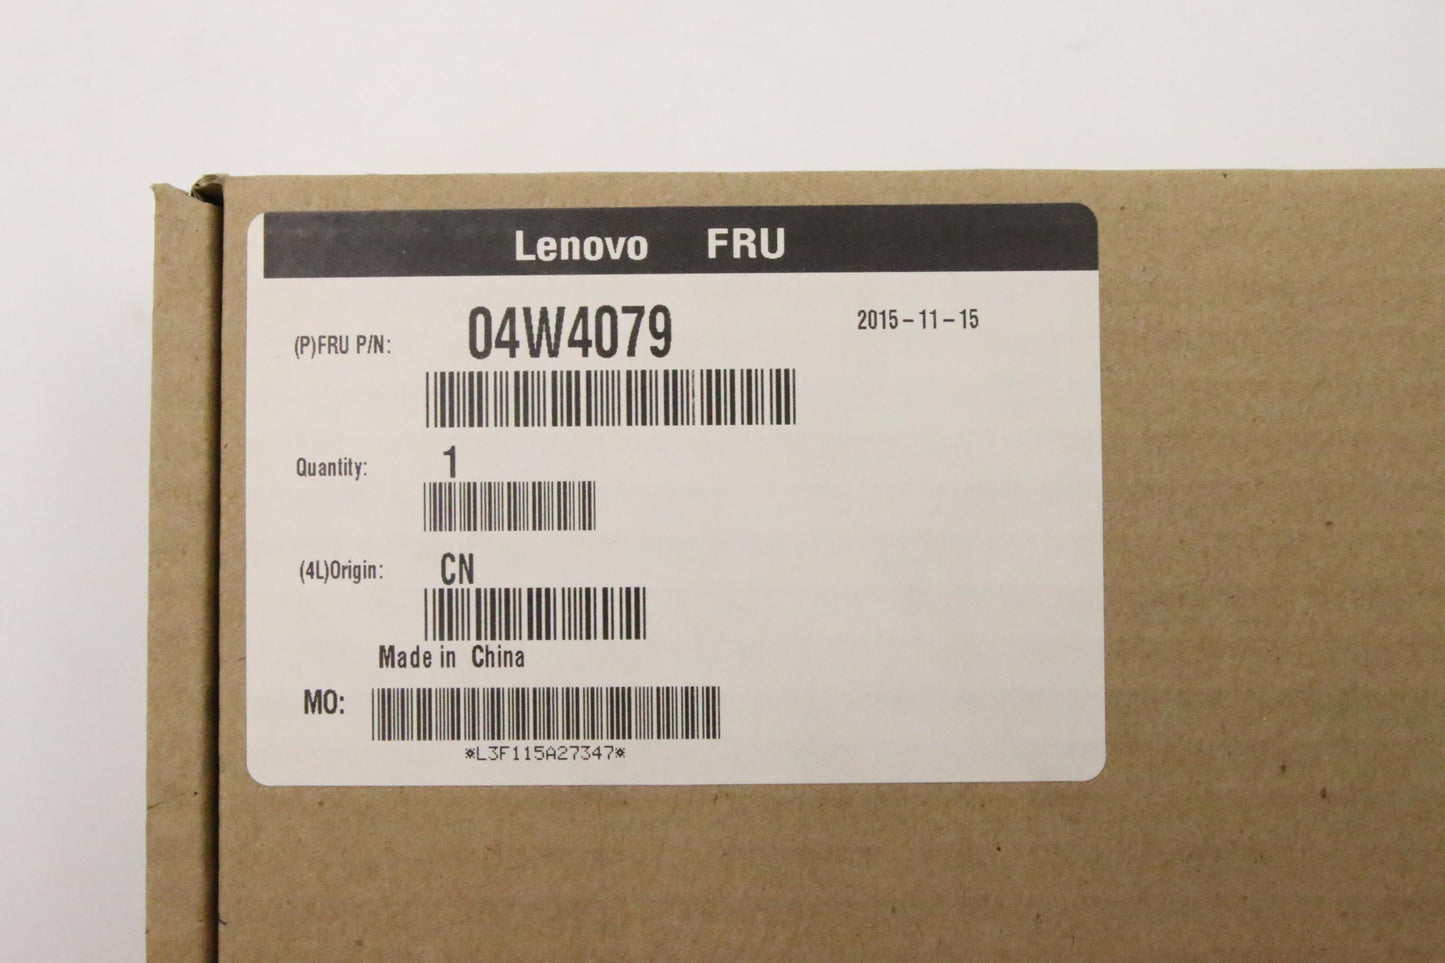 Lenovo FRU
(P)FRU P/N: 04W4079 2015-11-15
Quantity: 1
(4L)Origin: CN
Made in China
MO:
*L3F115A27347*